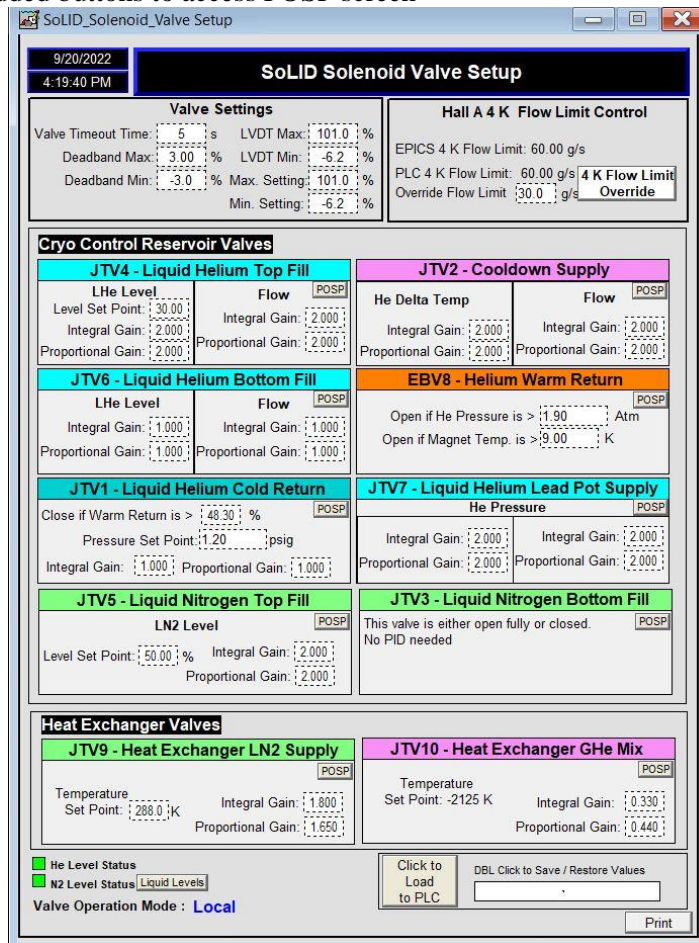 SoLID_Solenoid_Valve Setup
9/20/2022
4:19:40 PM
SoLID Solenoid Valve Setup
Valve Settings
Valve Timeout Time: 5 s LVDT Max: 101.0 %
Deadband Max: 3.00 % LVDT Min: -6.2 %
Deadband Min: -3.0 % Max. Setting: 101.0 %
Min. Setting: -6.2 %
Hall A 4 K Flow Limit Control
EPICS 4 K Flow Limit: 60.00 g/s
PLC 4 K Flow Limit: 60.00 g/s
Override Flow Limit 30.0 g/s
4 K Flow Limit
Override
Cryo Control Reservoir Valves
JTV4 - Liquid Helium Top Fill
LHe Level Flow POSP
Level Set Point: 30.00
Integral Gain: 2.000 Integral Gain: 2.000
Proportional Gain: 2.000 Proportional Gain: 2.000
JTV2 - Cooldown Supply
He Delta Temp Flow POSP
Integral Gain: 2.000 Integral Gain: 2.000
Proportional Gain: 2.000 Proportional Gain: 2.000
JTV6 - Liquid Helium Bottom Fill
LHe Level Flow POSP
Integral Gain: 1.000 Integral Gain: 1.000
Proportional Gain: 1.000 Proportional Gain: 1.000
EBV8 - Helium Warm Return
POSP
Open if He Pressure is > 1.90 Atm
Open if Magnet Temp. is > 9.00 K
JTV1 - Liquid Helium Cold Return
Close if Warm Return is > 48.30 % POSP
Pressure Set Point: 1.20 psig
Integral Gain: 1.000 Proportional Gain: 1.000
JTV7 - Liquid Helium Lead Pot Supply
He Pressure POSP
Integral Gain: 2.000 Integral Gain: 2.000
Proportional Gain: 2.000 Proportional Gain: 2.000
JTV5 - Liquid Nitrogen Top Fill
LN2 Level POSP
Level Set Point: 50.00 % Integral Gain: 2.000
Proportional Gain: 2.000
JTV3 - Liquid Nitrogen Bottom Fill
This valve is either open fully or closed. POSP
No PID needed
Heat Exchanger Valves
JTV9 - Heat Exchanger LN2 Supply
POSP
Temperature
Set Point: 288.0 K Integral Gain: 1.800
Proportional Gain: 1.650
JTV10 - Heat Exchanger GHe Mix
POSP
Temperature
Set Point: -2125 K Integral Gain: 0.330
Proportional Gain: 0.440
He Level Status
N2 Level Status Liquid Levels
Valve Operation Mode : Local
Click to
Load
to PLC
DBL Click to Save / Restore Values
Print